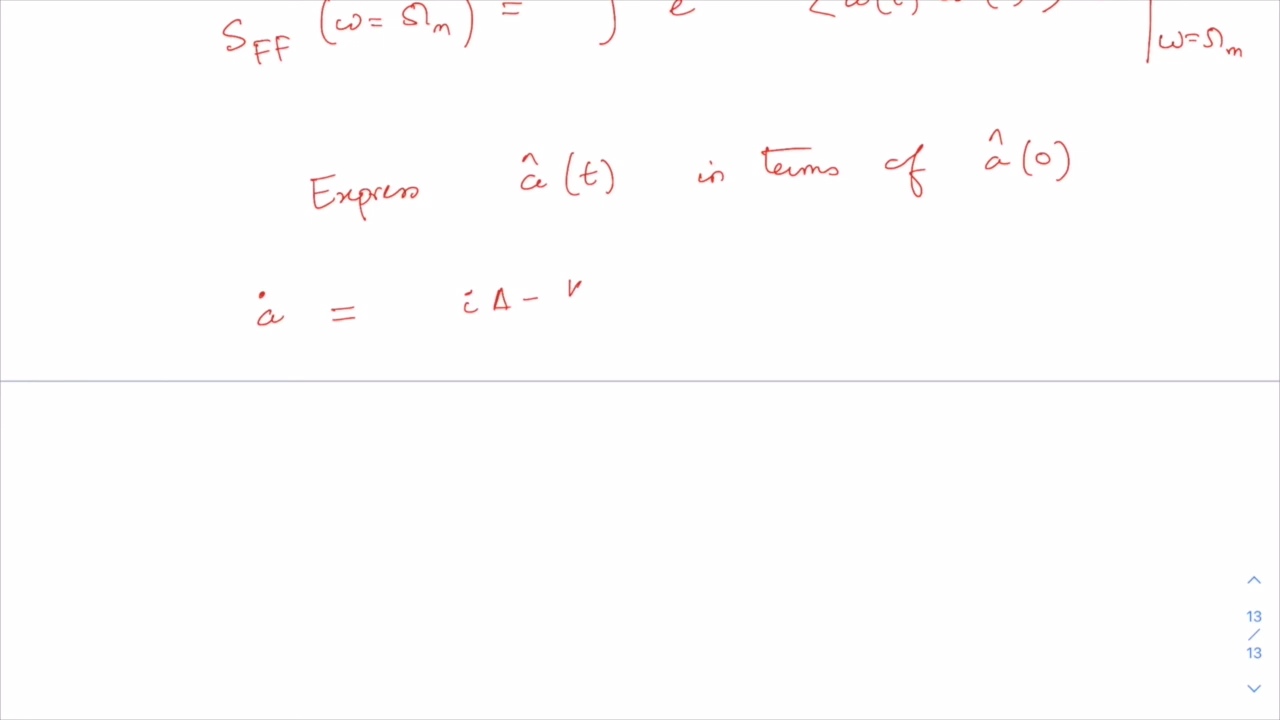 S_FF (ω = Ω_m) = ∫ e |ω=Ω_m
Express â(t) in terms of â(0)
ȧ = iΔ −
13
/
13